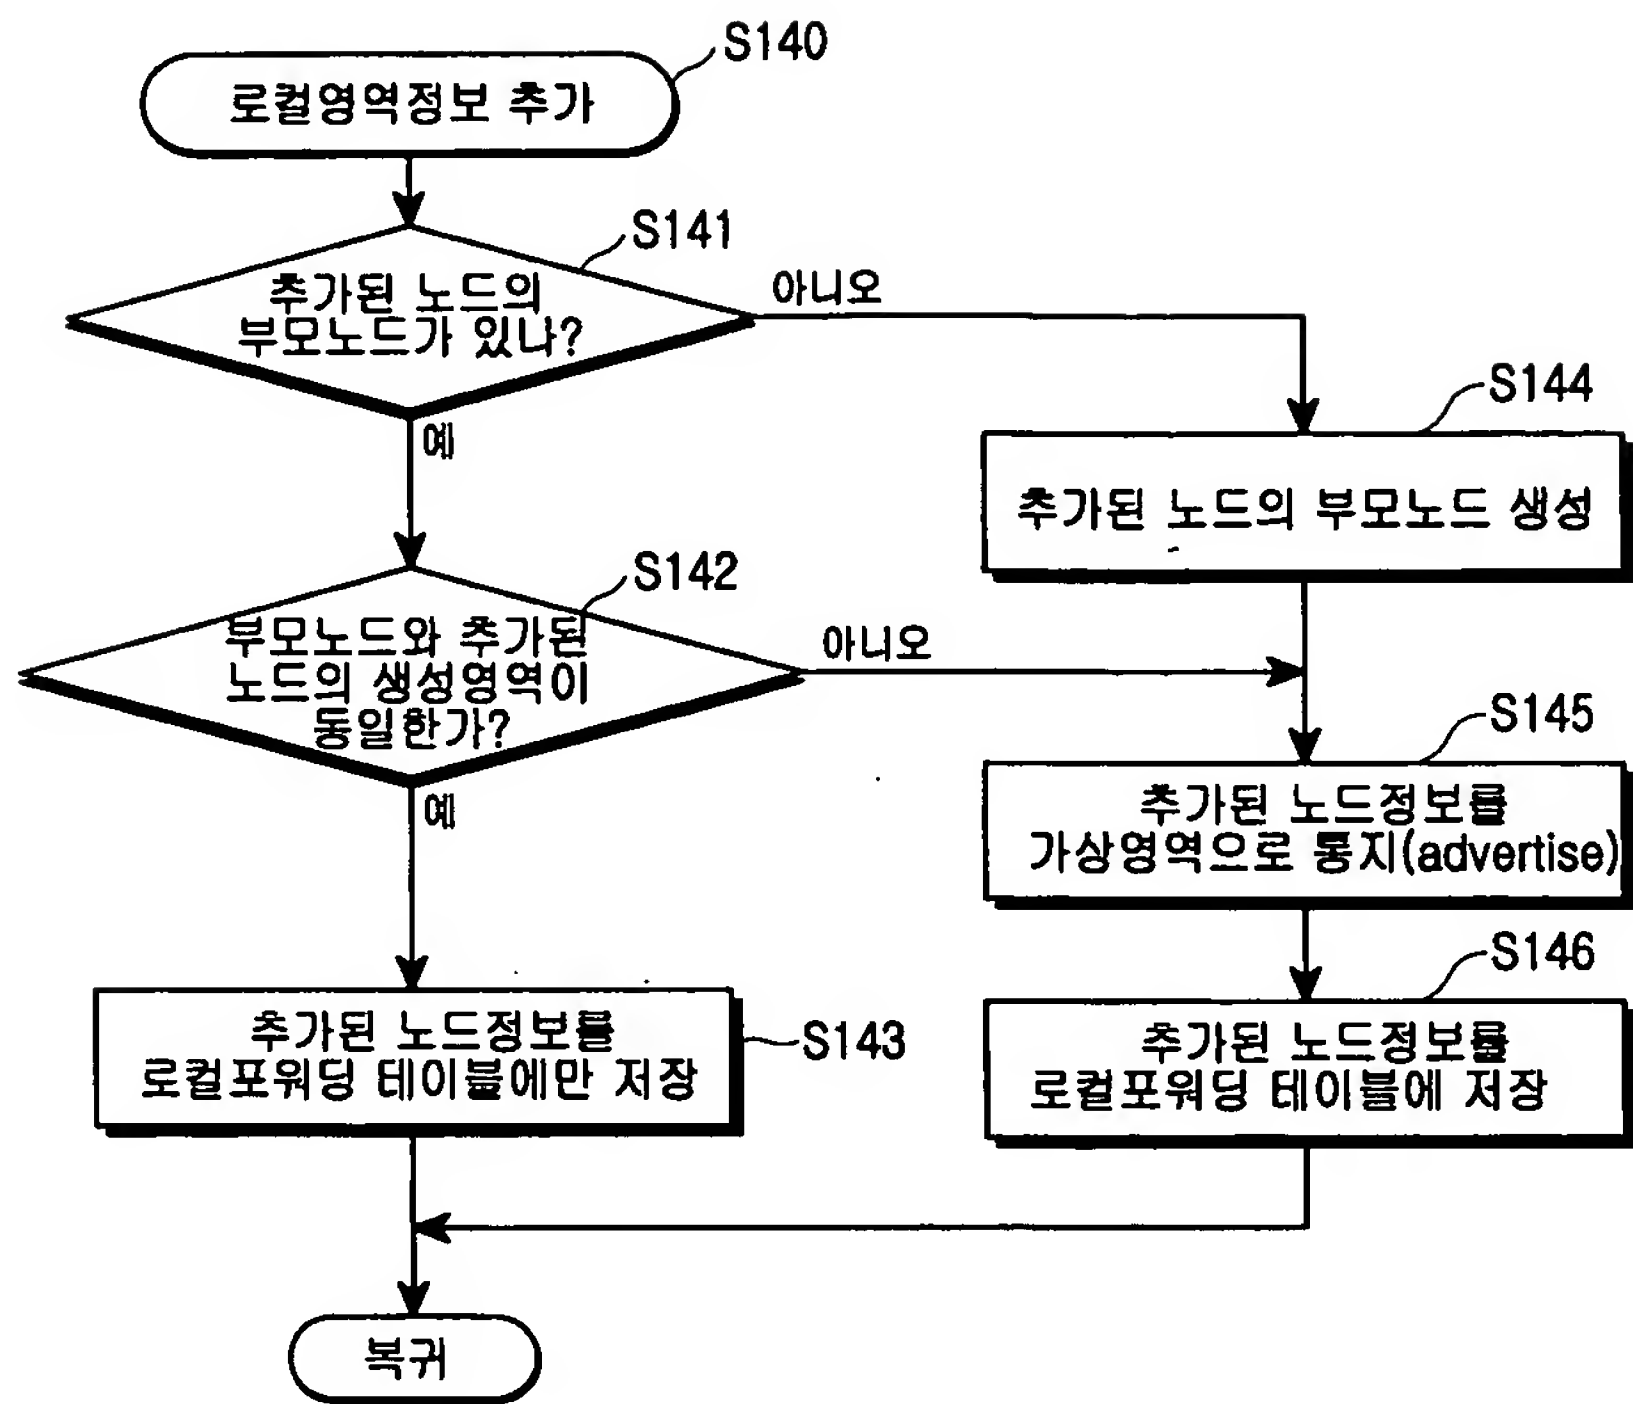 S140
로컬영역정보 추가
S141
추가된 노드의
부모노드가 있나?
아니오
예
S144
추가된 노드의 부모노드 생성
S142
부모노드와 추가된
노드의 생성영역이
동일한가?
아니오
예
S145
추가된 노드정보를
가상영역으로 통지(advertise)
S146
추가된 노드정보를
로컬포워딩 테이블에 저장
추가된 노드정보를
로컬포워딩 테이블에만 저장
S143
복귀